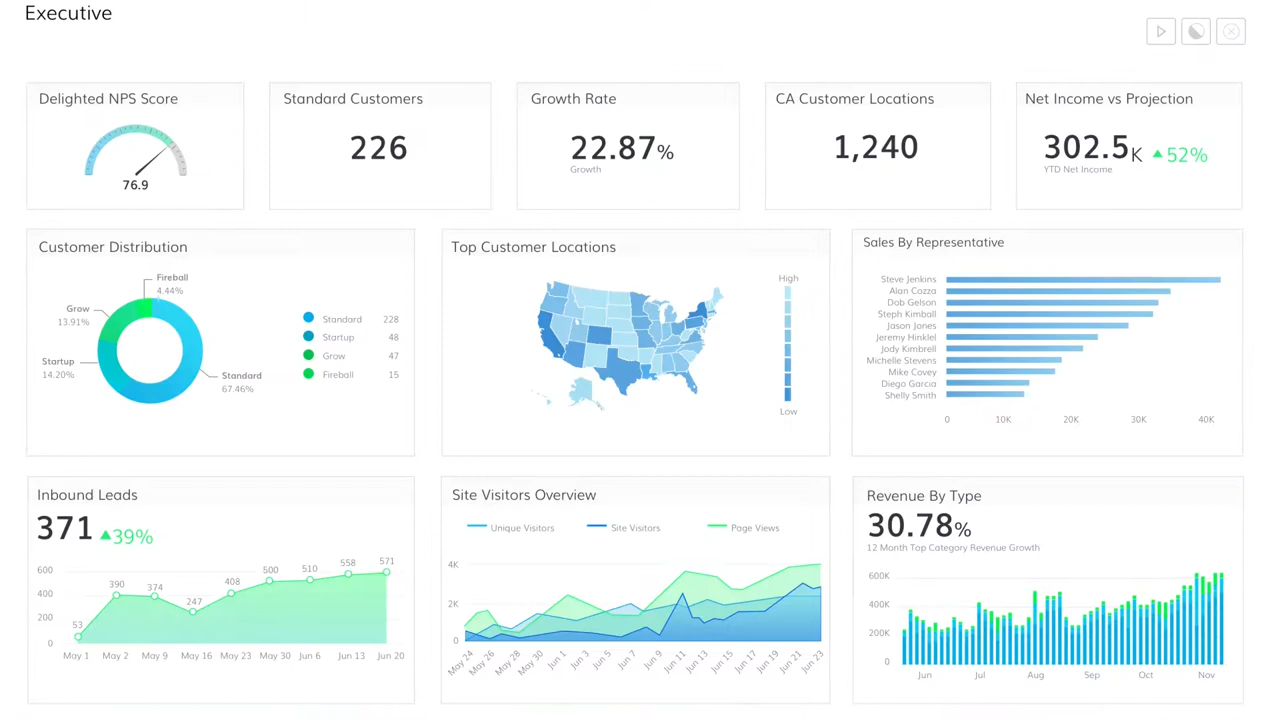 Executive
Delighted NPS Score
76.9
Standard Customers
226
Growth Rate
22.87%
Growth
CA Customer Locations
1,240
Net Income vs Projection
302.5K ▲52%
YTD Net Income
Customer Distribution
Fireball
4.44%
Grow
13.91%
Startup
14.20%
Standard
67.46%
Standard 228
Startup 48
Grow 47
Fireball 15
Top Customer Locations
High
Low
Sales By Representative
Steve Jenkins
Alan Cozza
Dab Gelson
Steph Kimball
Jason Jones
Jeremy Hinklel
Jody Kimbrell
Michelle Stevens
Mike Covey
Diego Garcia
Shelly Smith
0 10K 20K 30K 40K
Inbound Leads
371 ▲39%
600
400
200
0
53 390 374 247 408 500 510 558 571
May 1 May 2 May 9 May 16 May 23 May 30 Jun 6 Jun 13 Jun 20
Site Visitors Overview
Unique Visitors Site Visitors Page Views
4K
2K
0
May 24 May 26 May 28 May 30 Jun 1 Jun 3 Jun 5 Jun 7 Jun 9 Jun 11 Jun 13 Jun 15 Jun 17 Jun 19 Jun 21 Jun 23
Revenue By Type
30.78%
12 Month Top Category Revenue Growth
600K
400K
200K
0
Jun Jul Aug Sep Oct Nov